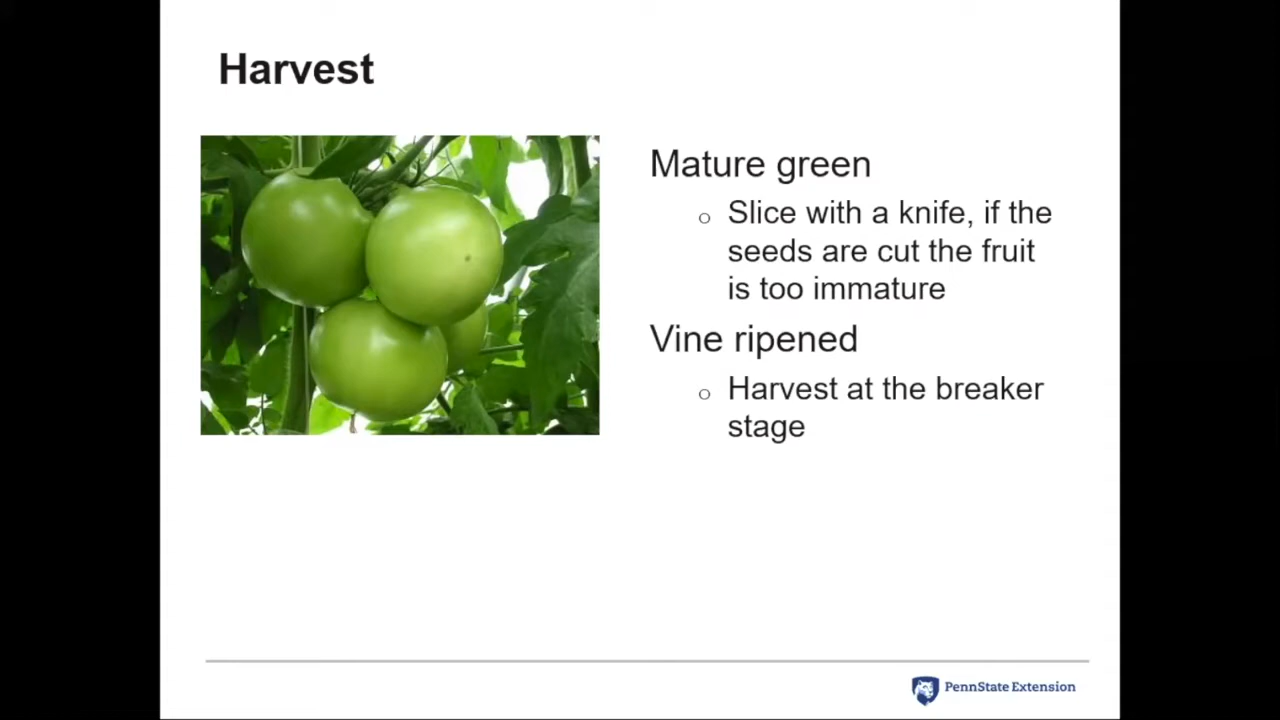 Harvest
Mature green
o Slice with a knife, if the
seeds are cut the fruit
is too immature
Vine ripened
o Harvest at the breaker
stage
PennState Extension